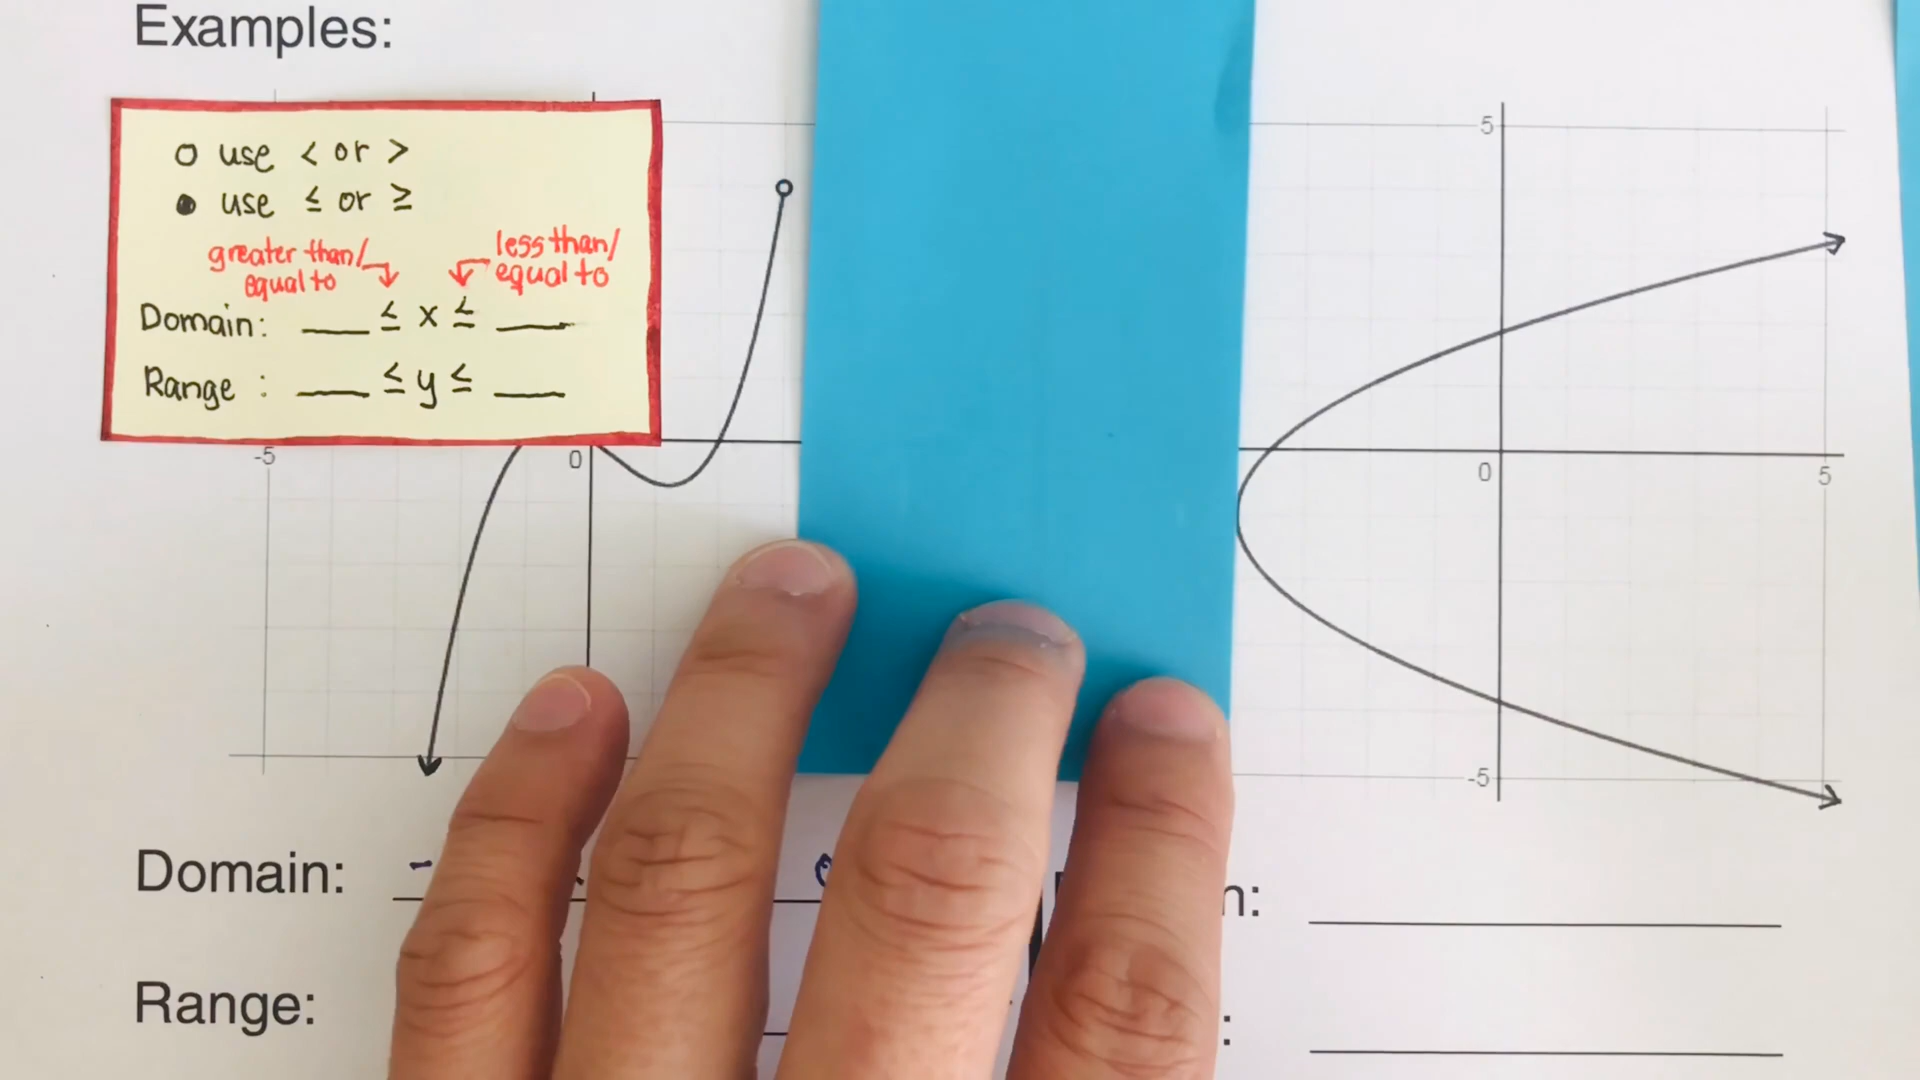 Examples:
○ use < or >
● use ≤ or ≥
greater than/
equal to
less than/
equal to
Domain: ___ ≤ x ≤ ___
Range : ___ ≤ y ≤ ___
-5
0
5
0
5
-5
Domain:
Range: